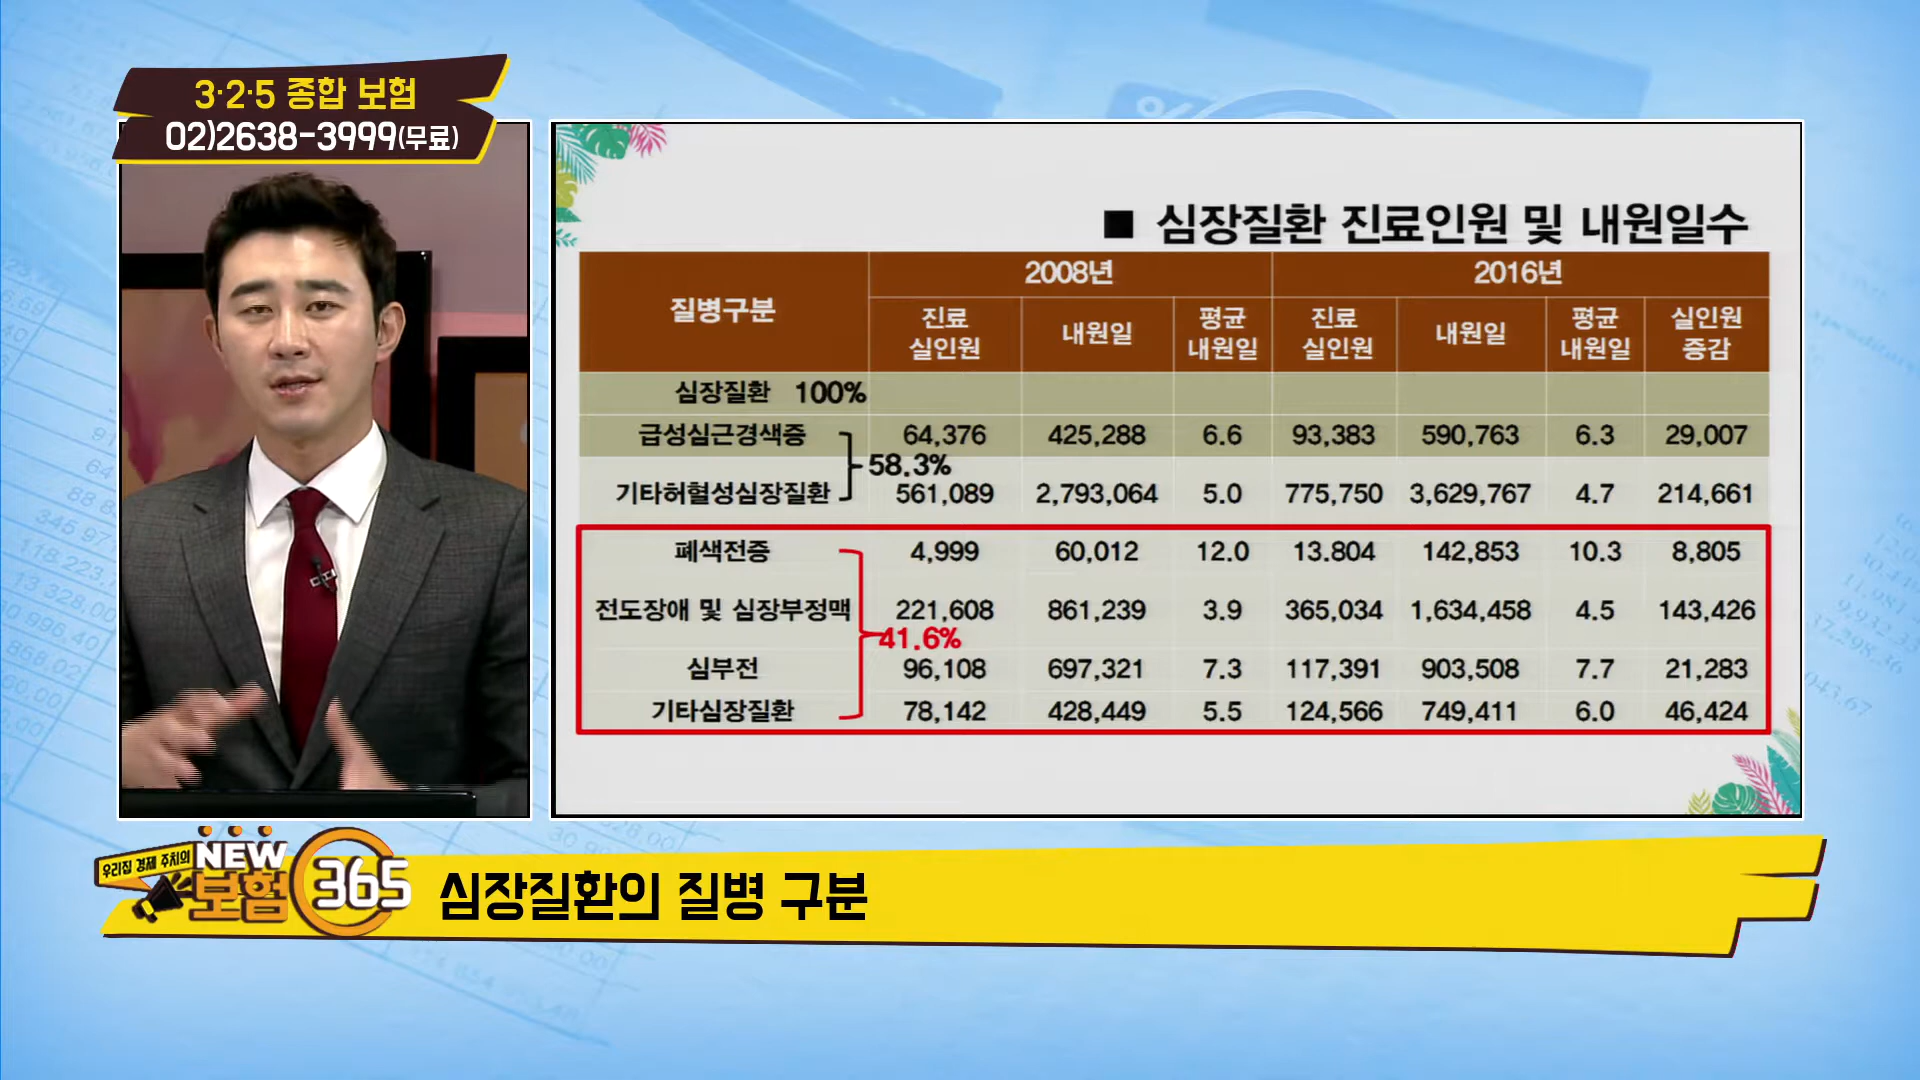 3·2·5 종합 보험
02)2638-3999(무료)
■ 심장질환 진료인원 및 내원일수
질병구분 2008년 2016년
진료 실인원 내원일 평균 내원일 진료 실인원 내원일 평균 내원일 실인원 증감
심장질환 100%
급성심근경색증 64,376 425,288 6.6 93,383 590,763 6.3 29,007
58.3%
기타허혈성심장질환 561,089 2,793,064 5.0 775,750 3,629,767 4.7 214,661
폐색전증 4,999 60,012 12.0 13.804 142,853 10.3 8,805
전도장애 및 심장부정맥 221,608 861,239 3.9 365,034 1,634,458 4.5 143,426
41.6%
심부전 96,108 697,321 7.3 117,391 903,508 7.7 21,283
기타심장질환 78,142 428,449 5.5 124,566 749,411 6.0 46,424
우리집 경제 주치의
NEW
보험 365
심장질환의 질병 구분